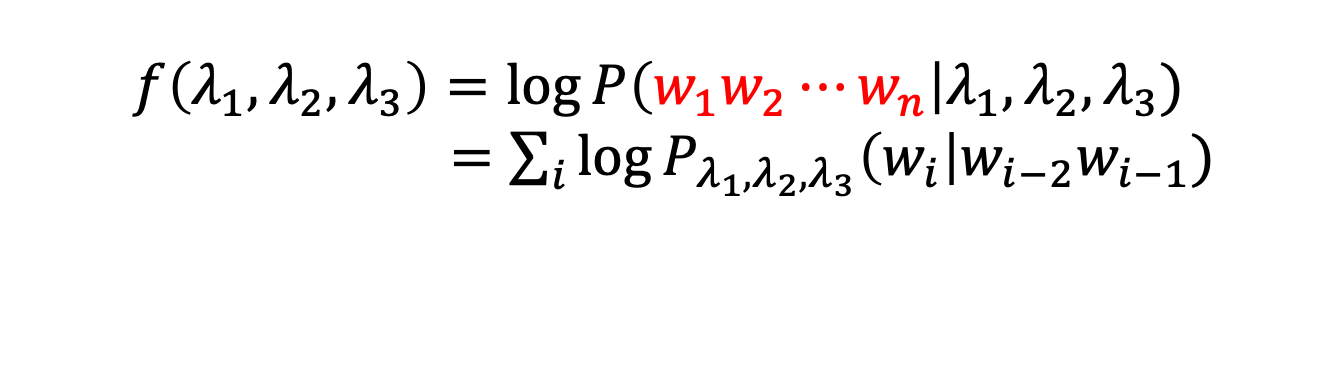 f(λ₁, λ₂, λ₃) = log P(w₁w₂ ⋯ wₙ|λ₁, λ₂, λ₃)
= ∑ᵢ log P_{λ₁,λ₂,λ₃}(wᵢ|wᵢ₋₂wᵢ₋₁)